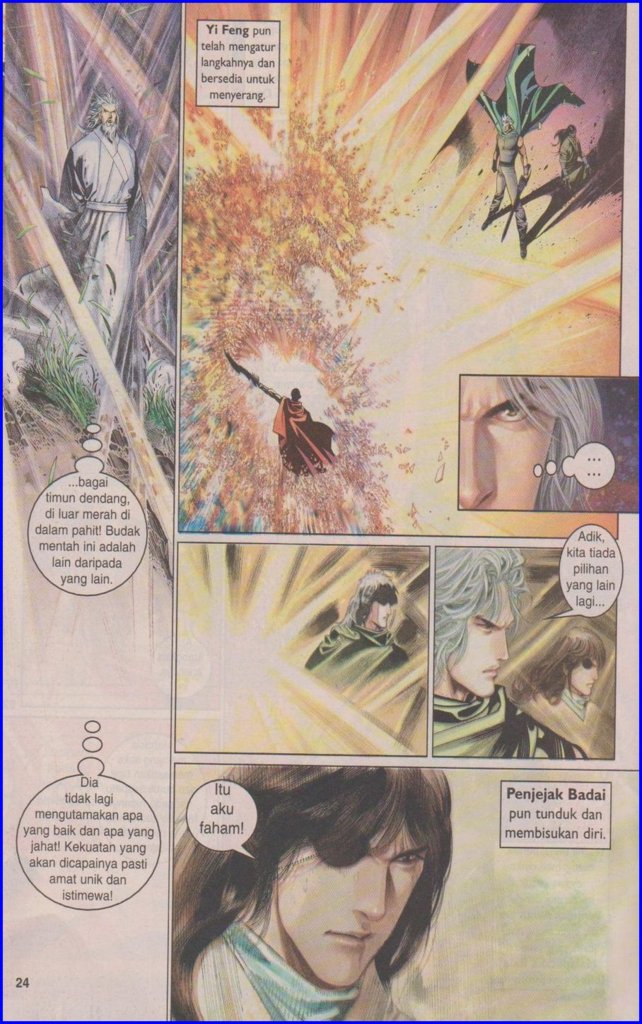 ...bagai
timun dendang,
di luar merah di
dalam pahit! Budak
mentah ini adalah
lain daripada
yang lain.
Dia
tidak lagi
mengutamakan apa
yang baik dan apa yang
jahat! Kekuatan yang
akan dicapainya pasti
amat unik dan
istimewa!
Yi Feng pun
telah mengatur
langkahnya dan
bersedia untuk
menyerang.
...
...
Adik,
kita tiada
pilihan
yang lain
lagi...
Itu
aku
faham!
Penjejak Badai
pun tunduk dan
membisukan diri.
24